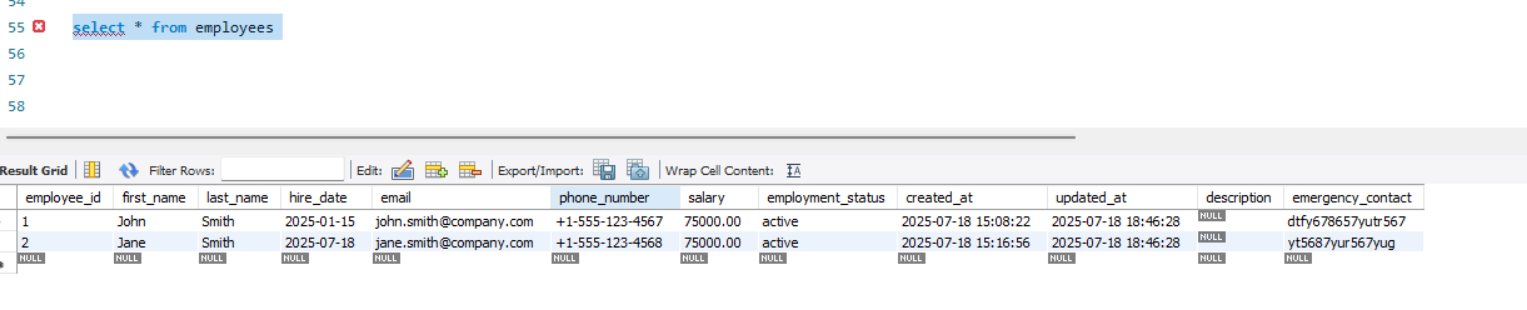 54
55 select * from employees
56
57
58
Result Grid Filter Rows: Edit: Export/Import: Wrap Cell Content:
employee_id first_name last_name hire_date email phone_number salary employment_status created_at updated_at description emergency_contact
1 John Smith 2025-01-15 john.smith@company.com +1-555-123-4567 75000.00 active 2025-07-18 15:08:22 2025-07-18 18:46:28 NULL dtfy678657yutr567
2 Jane Smith 2025-07-18 jane.smith@company.com +1-555-123-4568 75000.00 active 2025-07-18 15:16:56 2025-07-18 18:46:28 NULL yt5687yur567yug
NULL NULL NULL NULL NULL NULL NULL NULL NULL NULL NULL NULL